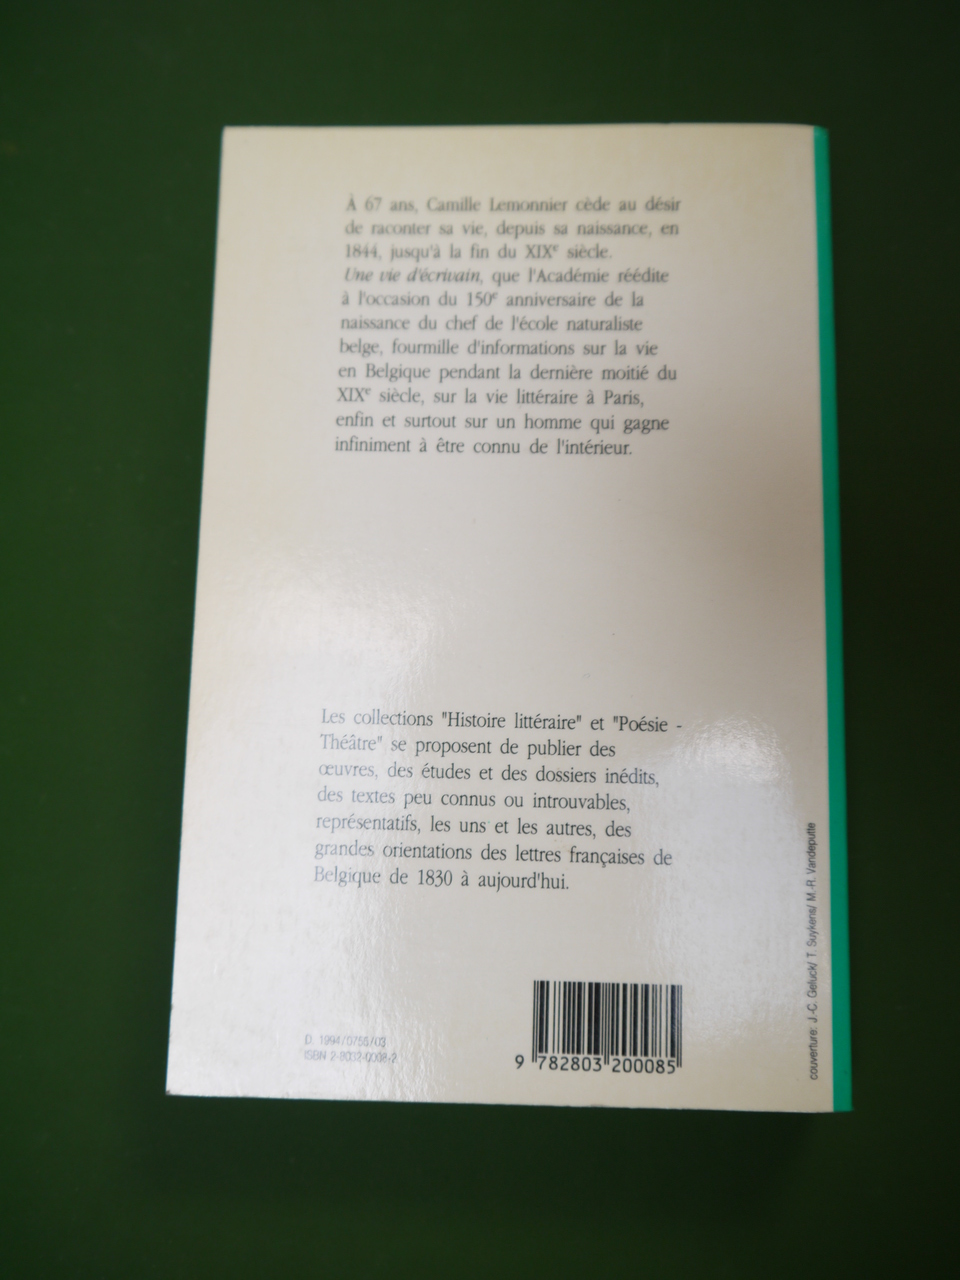 À 67 ans, Camille Lemonnier cède au désir
de raconter sa vie, depuis sa naissance, en
1844, jusqu'à la fin du XIXe siècle.
Une vie d'écrivain, que l'Académie réédite
à l'occasion du 150e anniversaire de la
naissance du chef de l'école naturaliste
belge, fourmille d'informations sur la vie
en Belgique pendant la dernière moitié du
XIXe siècle, sur la vie littéraire à Paris,
enfin et surtout sur un homme qui gagne
infiniment à être connu de l'intérieur.
Les collections "Histoire littéraire" et "Poésie -
Théâtre" se proposent de publier des
œuvres, des études et des dossiers inédits,
des textes peu connus ou introuvables,
représentatifs, les uns et les autres, des
grandes orientations des lettres françaises de
Belgique de 1830 à aujourd'hui.
D. 1994/0755/03
ISBN 2-8032-0008-2
9 782803 200085
couverture: J.-C. Geluck/ T. Suykens/ M.-R. Vandeputte